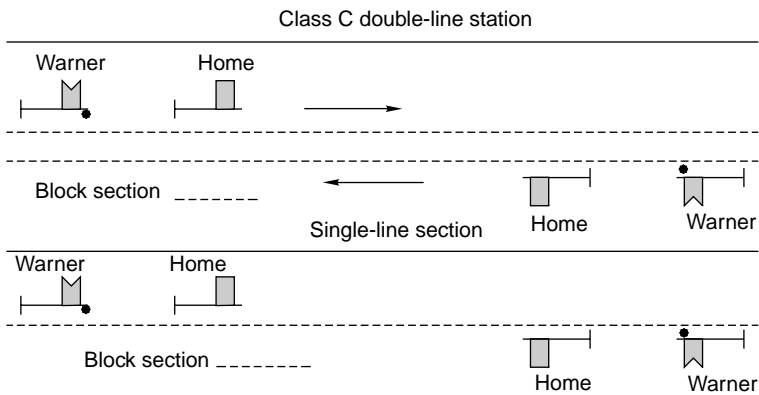 Class C double-line station
Warner Home
Block section
Home Warner
Single-line section
Warner Home
Block section
Home Warner